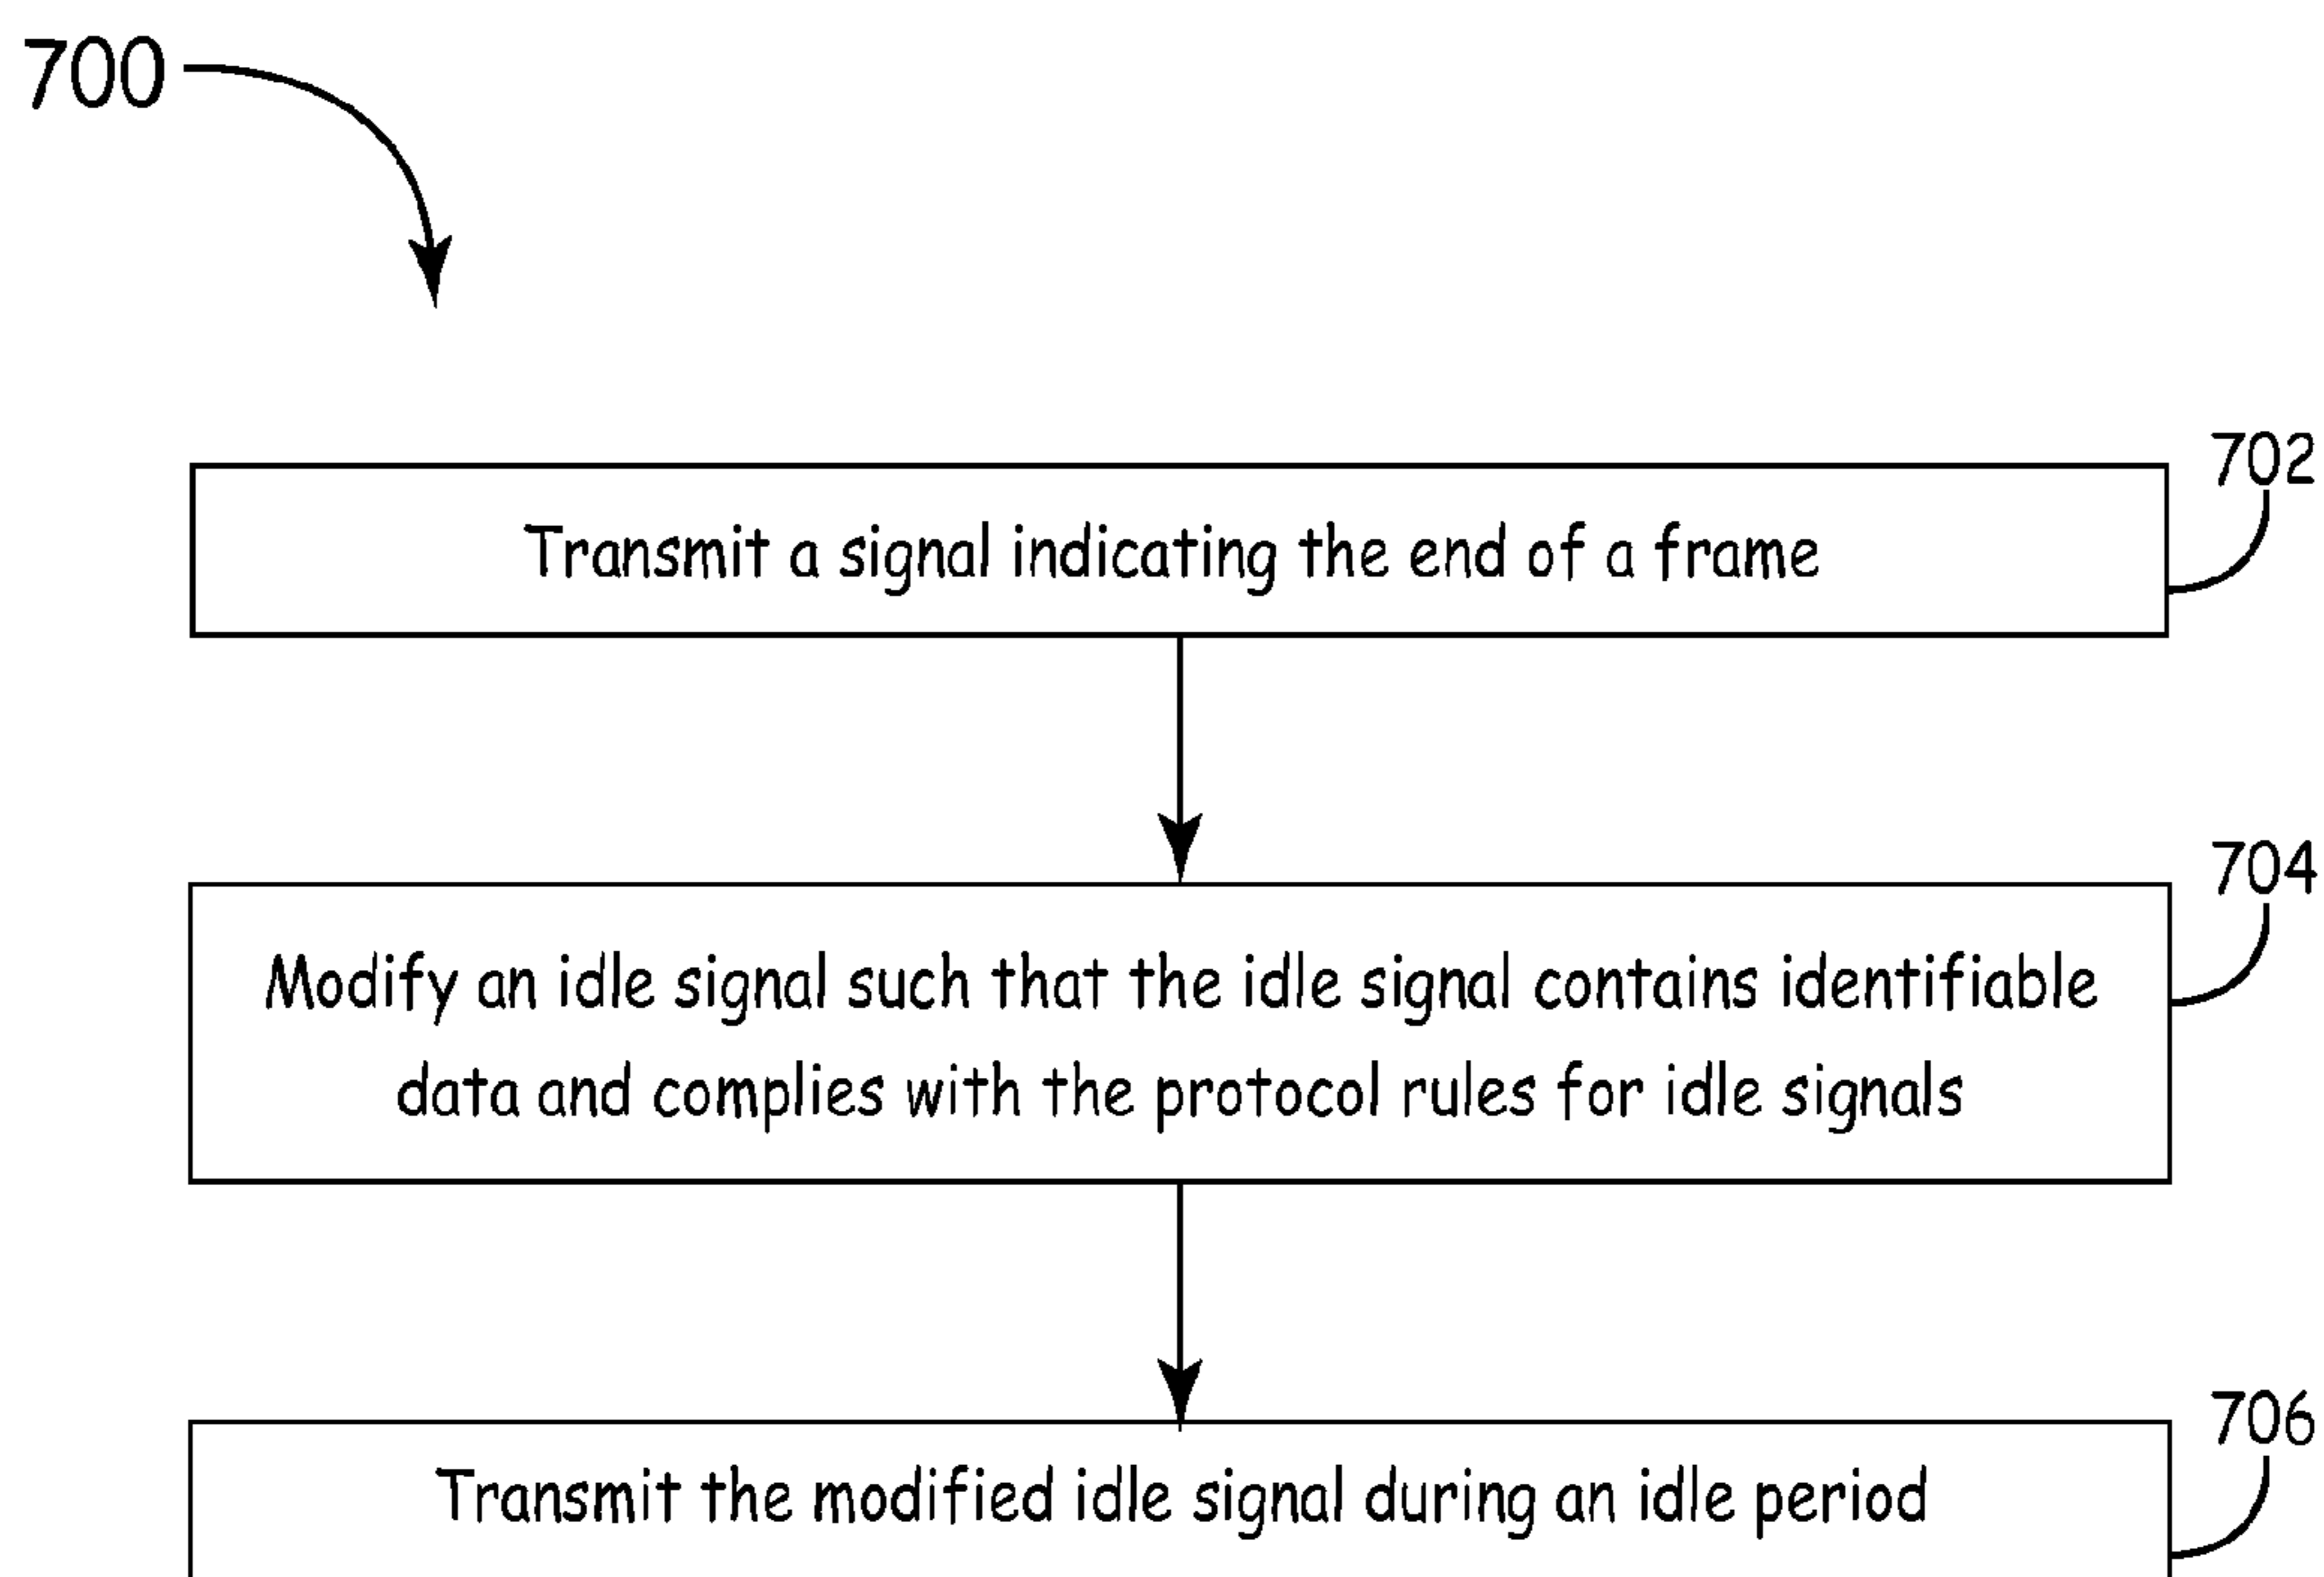 700
702
Transmit a signal indicating the end of a frame
704
Modify an idle signal such that the idle signal contains identifiable
data and complies with the protocol rules for idle signals
706
Transmit the modified idle signal during an idle period